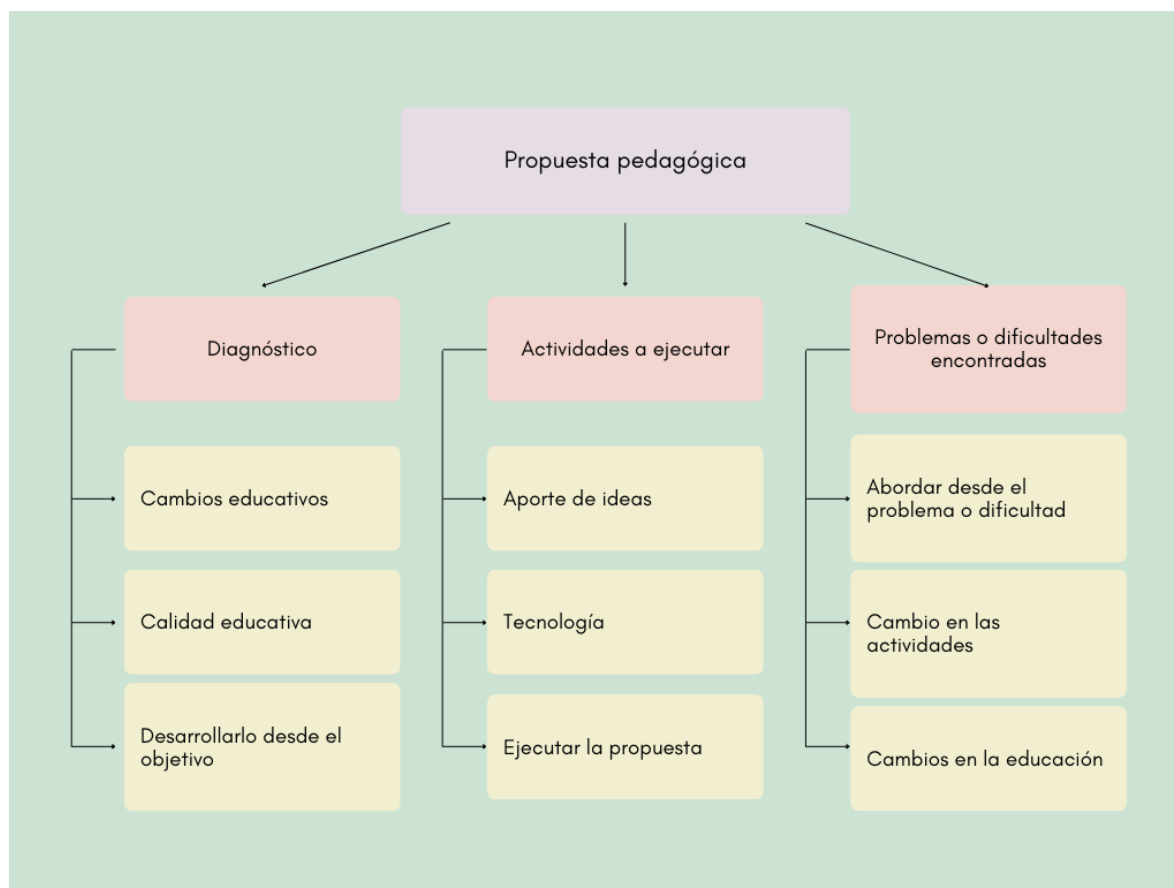 Propuesta pedagógica
Diagnóstico
Cambios educativos
Calidad educativa
Desarrollarlo desde el
objetivo
Actividades a ejecutar
Aporte de ideas
Tecnología
Ejecutar la propuesta
Problemas o dificultades
encontradas
Abordar desde el
problema o dificultad
Cambio en las
actividades
Cambios en la educación